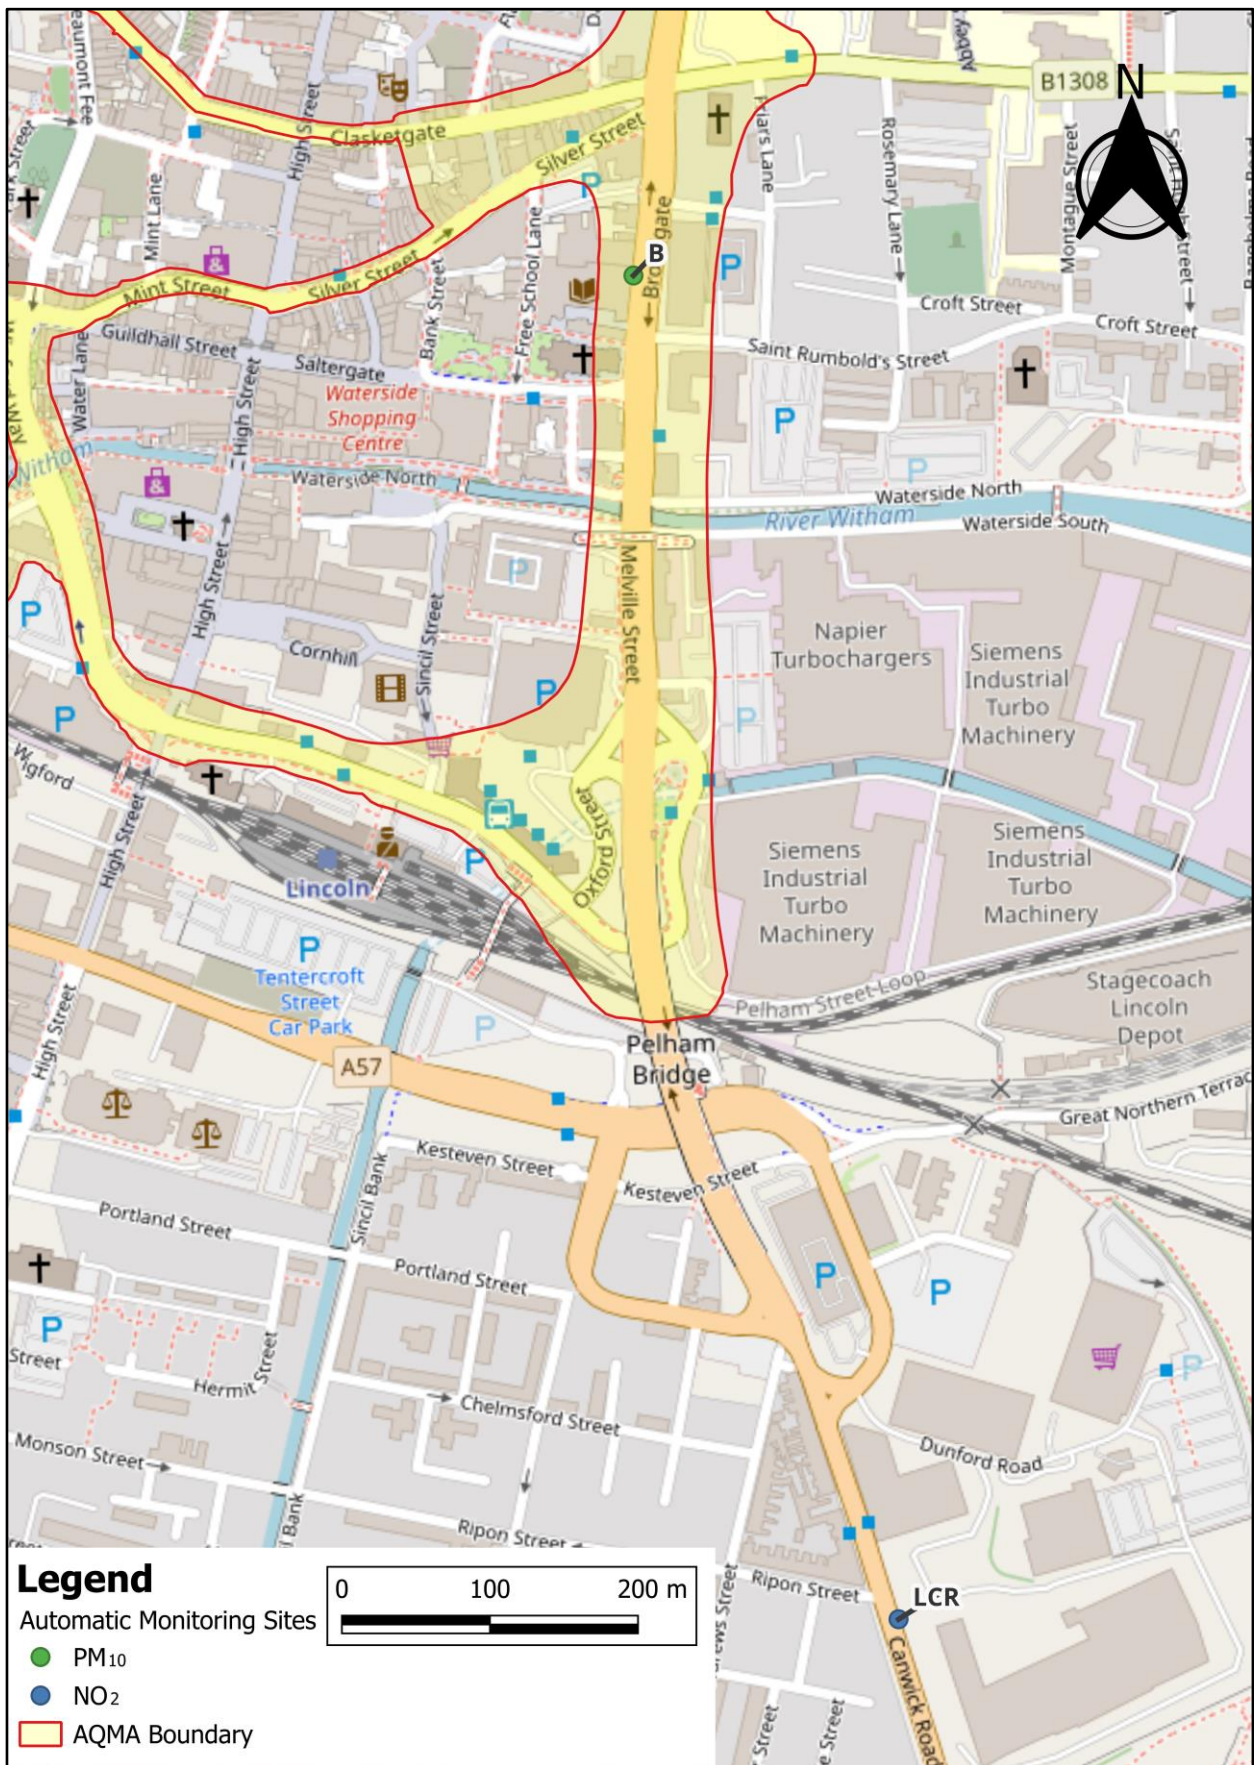 B1308
N
High Street
Clasketgate
Silver Street
Friars Lane
Rosemary Lane
Montague Street
Mint Lane
P
B
Broadgate
P
Mint Street
Silver Street
Bank Street
Free School Lane
Croft Street
Croft Street
Guildhall Street
Saltergate
Saint Rumbold's Street
Water Lane
High Street
Waterside
Shopping
Centre
P
P
Witham
Waterside North
Waterside North
River Witham
Waterside South
P
Melville Street
P
High Street
Cornhill
Sincil Street
Napier
Turbochargers
Siemens
Industrial
Turbo
Machinery
P
P
P
Wigford
High Street
Oxford Street
P
Lincoln
Siemens
Industrial
Turbo
Machinery
Siemens
Industrial
Turbo
Machinery
P
Tentercroft
Street
Car Park
P
Pelham Street Loop
Stagecoach
Lincoln
Depot
High Street
A57
Pelham
Bridge
Great Northern Terrac
Kesteven Street
Kesteven Street
Sincil Bank
Portland Street
Portland Street
P
P
P
P
Street
Hermit Street
Chelmsford Street
Monson Street
Dunford Road
Ripon Street
Ripon Street
LCR
Canwick Road
Legend
0 100 200 m
Automatic Monitoring Sites
PM10
NO2
AQMA Boundary